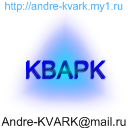 http://andre-kvark.my1.ru
КВАРК
Andre-KVARK@mail.ru